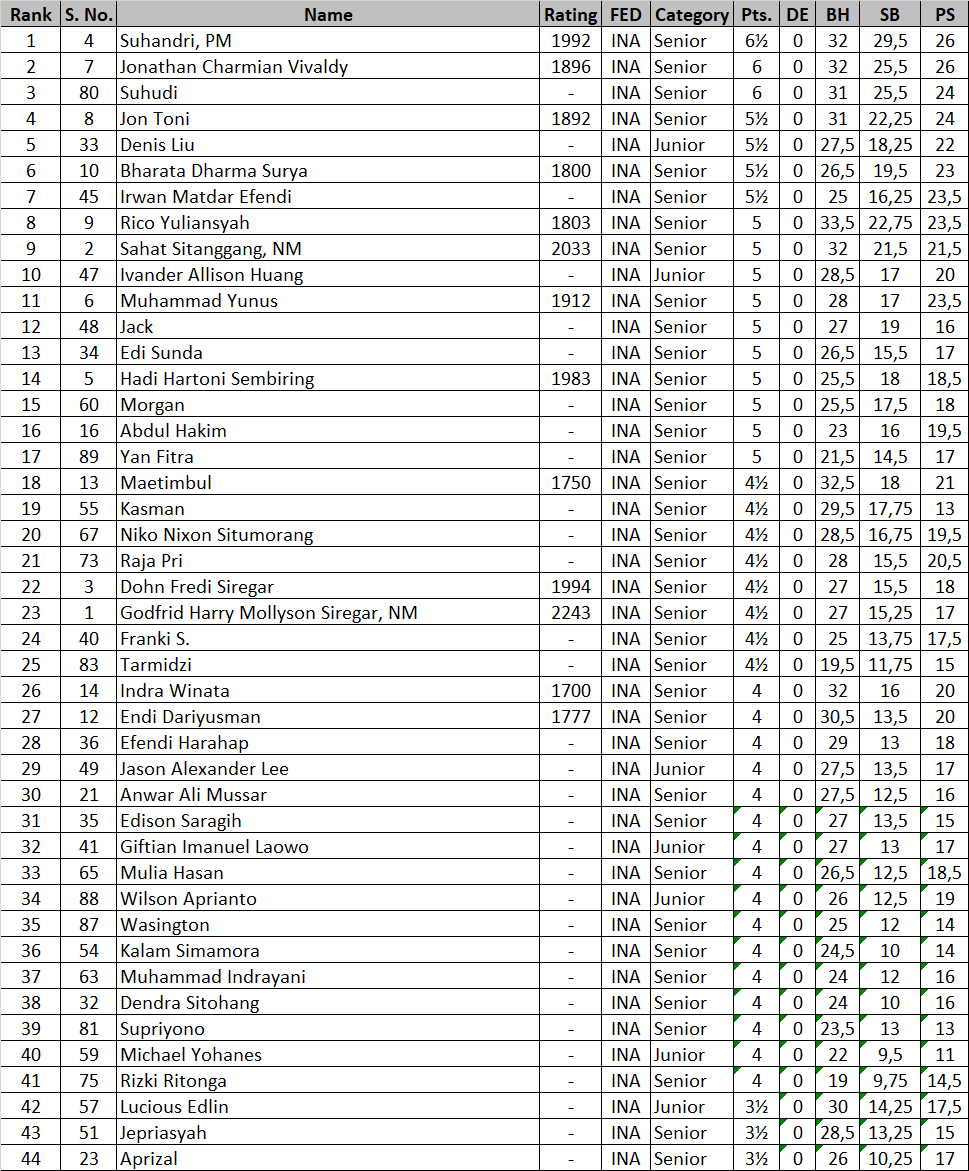 Rank S. No. Name Rating FED Category Pts. DE BH SB PS
1 4 Suhandri, PM 1992 INA Senior 6½ 0 32 29,5 26
2 7 Jonathan Charmian Vivaldy 1896 INA Senior 6 0 32 25,5 26
3 80 Suhudi - INA Senior 6 0 31 25,5 24
4 8 Jon Toni 1892 INA Senior 5½ 0 31 22,25 24
5 33 Denis Liu - INA Junior 5½ 0 27,5 18,25 22
6 10 Bharata Dharma Surya 1800 INA Senior 5½ 0 26,5 19,5 23
7 45 Irwan Matdar Efendi - INA Senior 5½ 0 25 16,25 23,5
8 9 Rico Yuliansyah 1803 INA Senior 5 0 33,5 22,75 23,5
9 2 Sahat Sitanggang, NM 2033 INA Senior 5 0 32 21,5 21,5
10 47 Ivander Allison Huang - INA Junior 5 0 28,5 17 20
11 6 Muhammad Yunus 1912 INA Senior 5 0 28 17 23,5
12 48 Jack - INA Senior 5 0 27 19 16
13 34 Edi Sunda - INA Senior 5 0 26,5 15,5 17
14 5 Hadi Hartoni Sembiring 1983 INA Senior 5 0 25,5 18 18,5
15 60 Morgan - INA Senior 5 0 25,5 17,5 18
16 16 Abdul Hakim - INA Senior 5 0 23 16 19,5
17 89 Yan Fitra - INA Senior 5 0 21,5 14,5 17
18 13 Maetimbul 1750 INA Senior 4½ 0 32,5 18 21
19 55 Kasman - INA Senior 4½ 0 29,5 17,75 13
20 67 Niko Nixon Situmorang - INA Senior 4½ 0 28,5 16,75 19,5
21 73 Raja Pri - INA Senior 4½ 0 28 15,5 20,5
22 3 Dohn Fredi Siregar 1994 INA Senior 4½ 0 27 15,5 18
23 1 Godfrid Harry Mollyson Siregar, NM 2243 INA Senior 4½ 0 27 15,25 17
24 40 Franki S. - INA Senior 4½ 0 25 13,75 17,5
25 83 Tarmidzi - INA Senior 4½ 0 19,5 11,75 15
26 14 Indra Winata 1700 INA Senior 4 0 32 16 20
27 12 Endi Dariyusman 1777 INA Senior 4 0 30,5 13,5 20
28 36 Efendi Harahap - INA Senior 4 0 29 13 18
29 49 Jason Alexander Lee - INA Junior 4 0 27,5 13,5 17
30 21 Anwar Ali Mussar - INA Senior 4 0 27,5 12,5 16
31 35 Edison Saragih - INA Senior 4 0 27 13,5 15
32 41 Giftian Imanuel Laowo - INA Junior 4 0 27 13 17
33 65 Mulia Hasan - INA Senior 4 0 26,5 12,5 18,5
34 88 Wilson Aprianto - INA Junior 4 0 26 12,5 19
35 87 Wasington - INA Senior 4 0 25 12 14
36 54 Kalam Simamora - INA Senior 4 0 24,5 10 14
37 63 Muhammad Indrayani - INA Senior 4 0 24 12 16
38 32 Dendra Sitohang - INA Senior 4 0 24 10 16
39 81 Supriyono - INA Senior 4 0 23,5 13 13
40 59 Michael Yohanes - INA Junior 4 0 22 9,5 11
41 75 Rizki Ritonga - INA Senior 4 0 19 9,75 14,5
42 57 Lucious Edlin - INA Junior 3½ 0 30 14,25 17,5
43 51 Jepriasyah - INA Senior 3½ 0 28,5 13,25 15
44 23 Aprizal - INA Senior 3½ 0 26 10,25 17